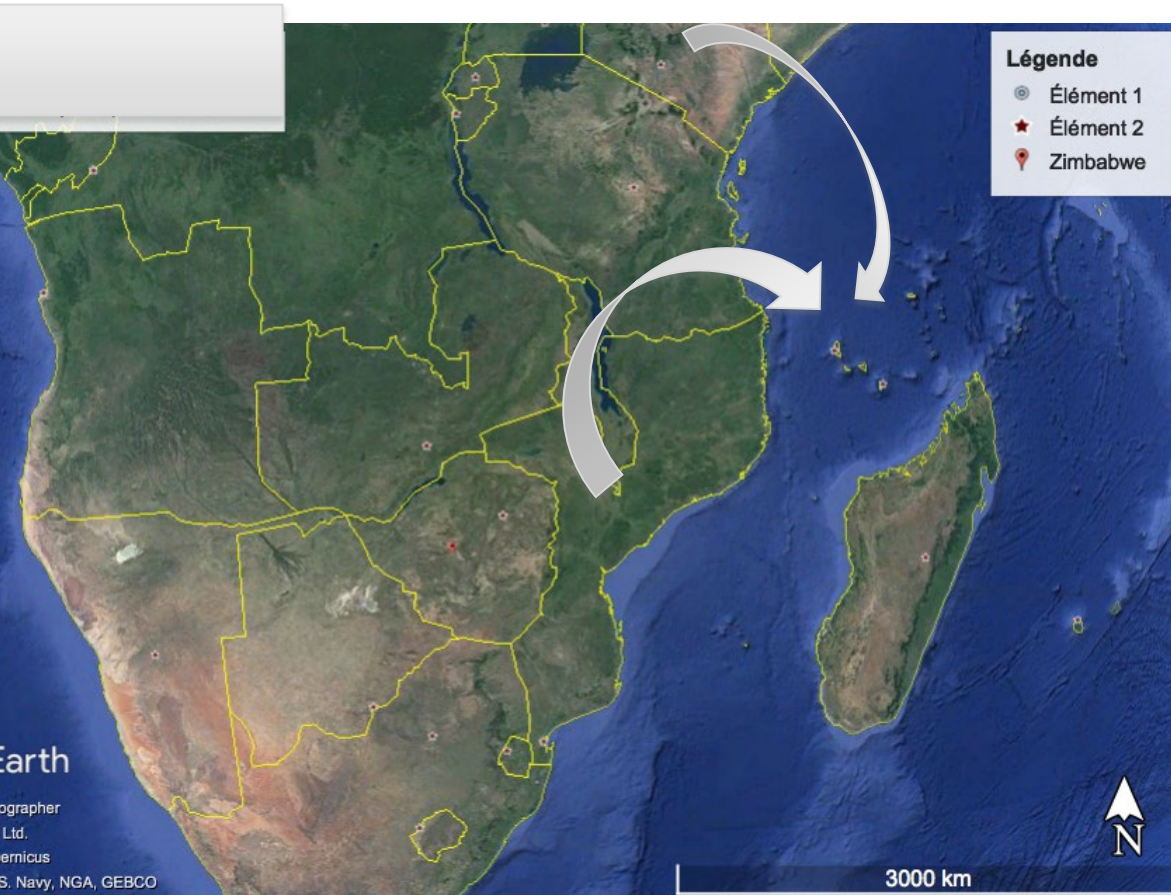 Légende
Élément 1
Élément 2
Zimbabwe
Earth
ographer
Ltd.
ernicus
S. Navy, NGA, GEBCO
N
3000 km